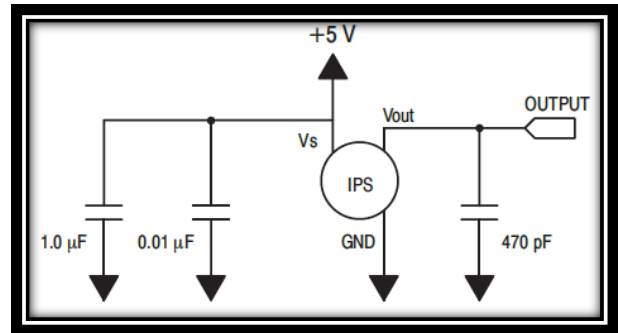 +5 V
OUTPUT
Vout
Vs
IPS
1.0 μF
0.01 μF
GND
470 pF